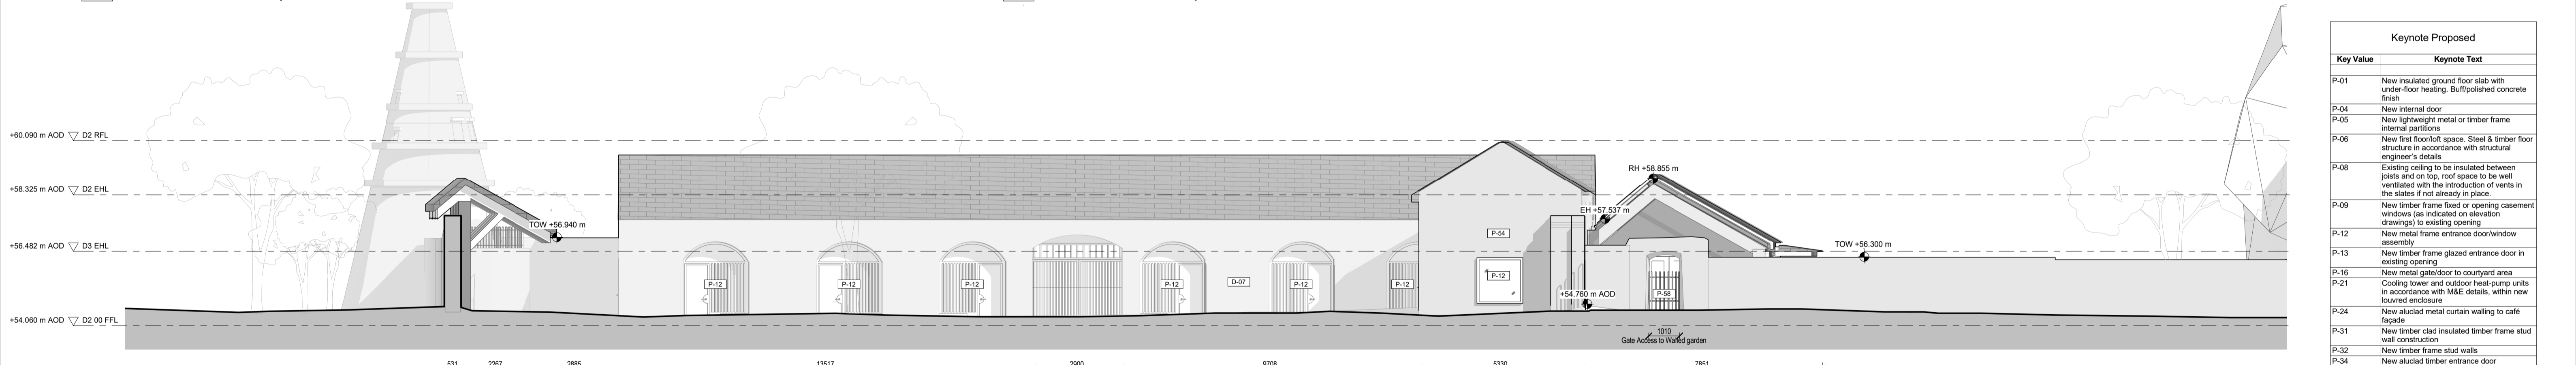 +60.090 m AOD D2 RFL
+58.325 m AOD D2 EHL
+56.482 m AOD D3 EHL
+54.060 m AOD D2 00 FFL
TOW +56.940 m
RH +58.855 m
EH +57.537 m
TOW +56.300 m
P-54
P-12
P-12
P-12
P-12
P-12
D-07
P-12
P-12
P-58
+54.760 m AOD
1010
Gate Access to Walled garden
531
2267
2885
13517
2900
9708
5330
7851
Keynote Proposed
Key Value Keynote Text
P-01 New insulated ground floor slab with
under-floor heating. Buff/polished concrete
finish
P-04 New internal door
P-05 New lightweight metal or timber frame
internal partitions
P-06 New first floor/loft space. Steel & timber floor
structure in accordance with structural
engineer's details
P-08 Existing ceiling to be insulated between
joists and on top, roof space to be well
ventilated with the introduction of vents in
the slates if not already in place.
P-09 New timber frame fixed or opening casement
windows (as indicated on elevation
drawings) to existing opening
P-12 New metal frame entrance door/window
assembly
P-13 New timber frame glazed entrance door in
existing opening
P-16 New metal gate/door to courtyard area
P-21 Cooling tower and outdoor heat-pump units
in accordance with M&E details, within new
louvred enclosure
P-24 New aluclad metal curtain walling to café
façade
P-31 New timber clad insulated timber frame stud
wall construction
P-32 New timber frame stud walls
P-34 New aluclad timber entrance door